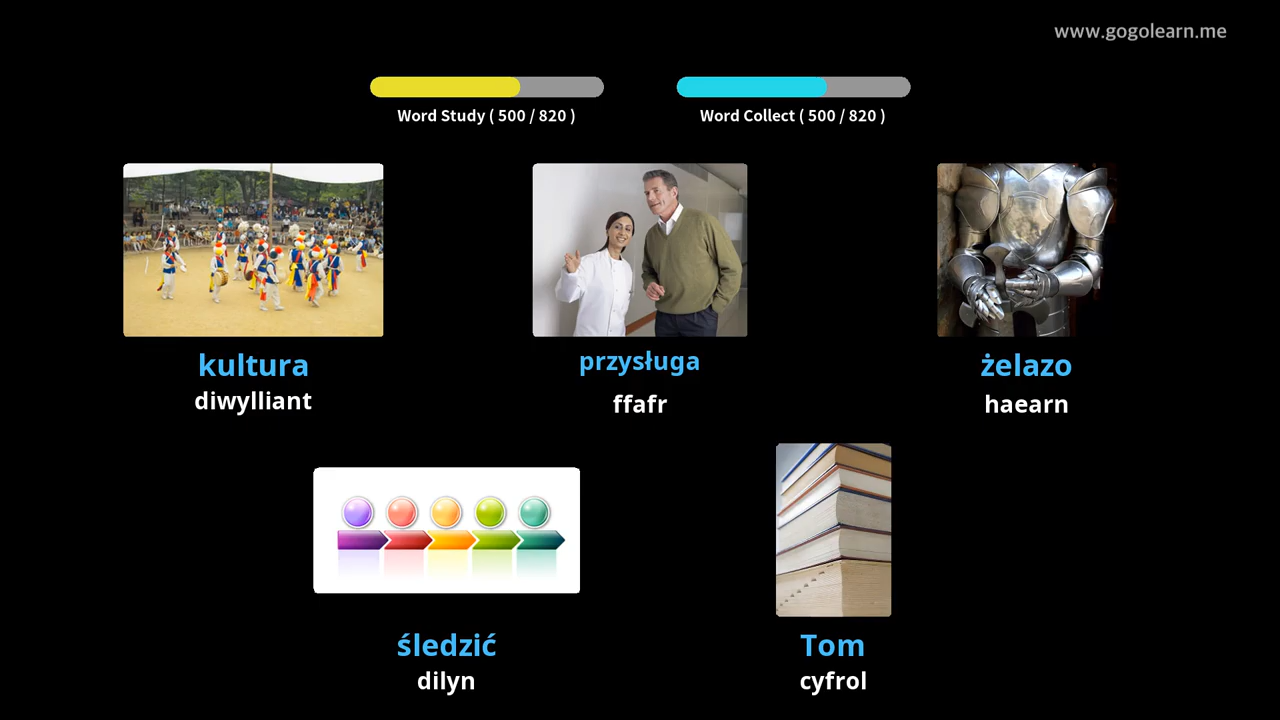 www.gogolearn.me
Word Study ( 500 / 820 )
Word Collect ( 500 / 820 )
kultura
diwylliant
przysługa
ffafr
żelazo
haearn
śledzić
dilyn
Tom
cyfrol